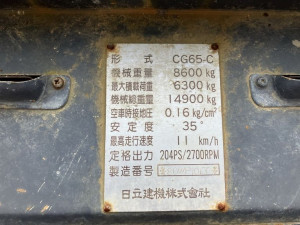 形 式 CG65-C
機械重量 8600 kg
最大積載荷重 6300 kg
機械総重量 14900 kg
空車時接地圧 0.16 kg/cm²
安定度 35°
最高走行速度 11 km/h
定格出力 204PS/2700RPM
製造番号
日立建機株式会社